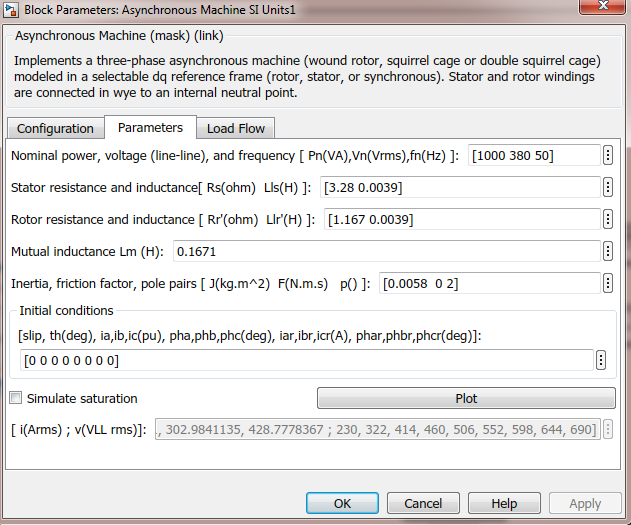 Block Parameters: Asynchronous Machine SI Units1
Asynchronous Machine (mask) (link)
Implements a three-phase asynchronous machine (wound rotor, squirrel cage or double squirrel cage)
modeled in a selectable dq reference frame (rotor, stator, or synchronous). Stator and rotor windings
are connected in wye to an internal neutral point.
Configuration Parameters Load Flow
Nominal power, voltage (line-line), and frequency [ Pn(VA),Vn(Vrms),fn(Hz) ]: [1000 380 50]
Stator resistance and inductance[ Rs(ohm) Lls(H) ]: [3.28 0.0039]
Rotor resistance and inductance [ Rr'(ohm) Llr'(H) ]: [1.167 0.0039]
Mutual inductance Lm (H): 0.1671
Inertia, friction factor, pole pairs [ J(kg.m^2) F(N.m.s) p() ]: [0.0058 0 2]
Initial conditions
[slip, th(deg), ia,ib,ic(pu), pha,phb,phc(deg), iar,ibr,icr(A), phar,phbr,phcr(deg)]:
[0 0 0 0 0 0 0 0]
Simulate saturation Plot
[ i(Arms) ; v(VLL rms)]: ., 302.9841135, 428.7778367 ; 230, 322, 414, 460, 506, 552, 598, 644, 690]
OK Cancel Help Apply